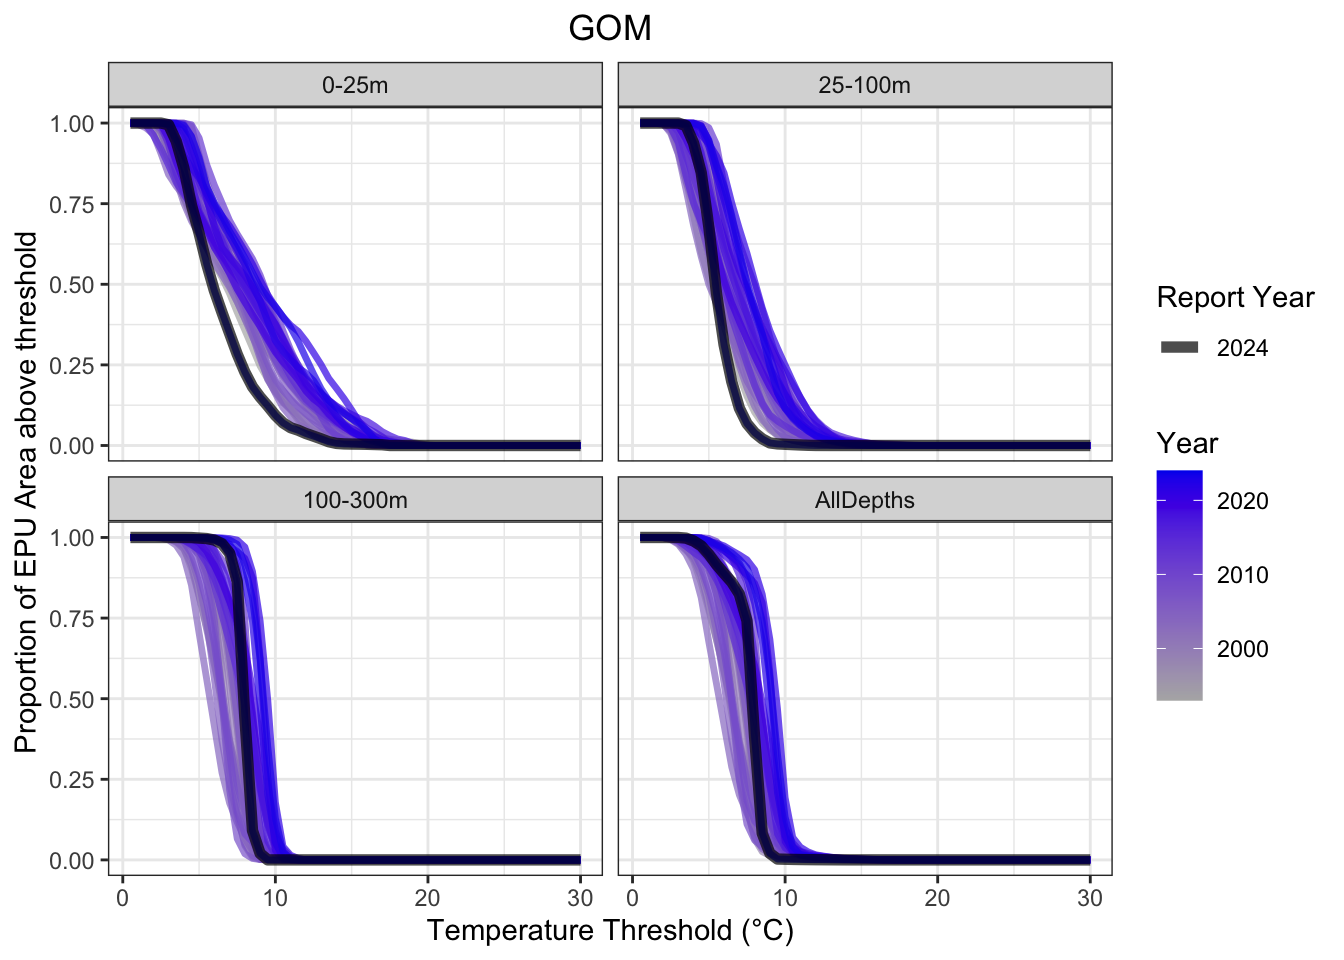 GOM
0-25m
25-100m
1.00
0.75
0.50
0.25
0.00
100-300m
AllDepths
1.00
0.75
0.50
0.25
0.00
0 10 20 30
0 10 20 30
Temperature Threshold (°C)
Proportion of EPU Area above threshold
Report Year
2024
Year
2020
2010
2000